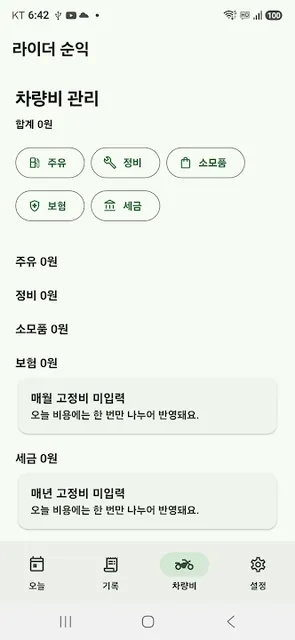 KT 6:42
100
라이더 순익
차량비 관리
합계 0원
주유
정비
소모품
보험
세금
주유 0원
정비 0원
소모품 0원
보험 0원
매월 고정비 미입력
오늘 비용에는 한 번만 나누어 반영돼요.
세금 0원
매년 고정비 미입력
오늘 비용에는 한 번만 나누어 반영돼요.
오늘
기록
차량비
설정